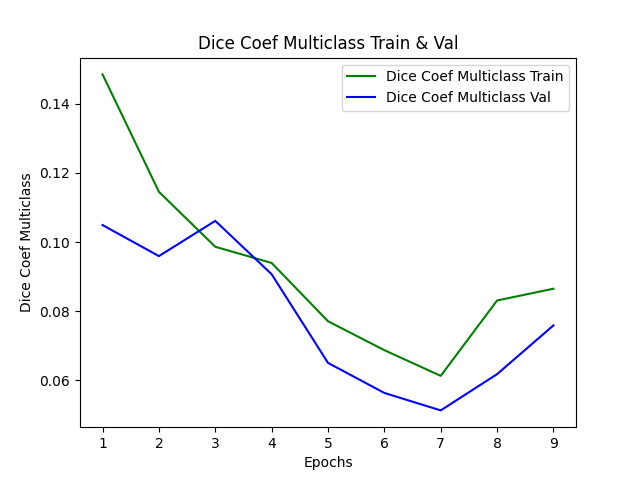 Dice Coef Multiclass Train & Val
Dice Coef Multiclass Train
Dice Coef Multiclass Val
Dice Coef Multiclass
0.14
0.12
0.10
0.08
0.06
1 2 3 4 5 6 7 8 9
Epochs